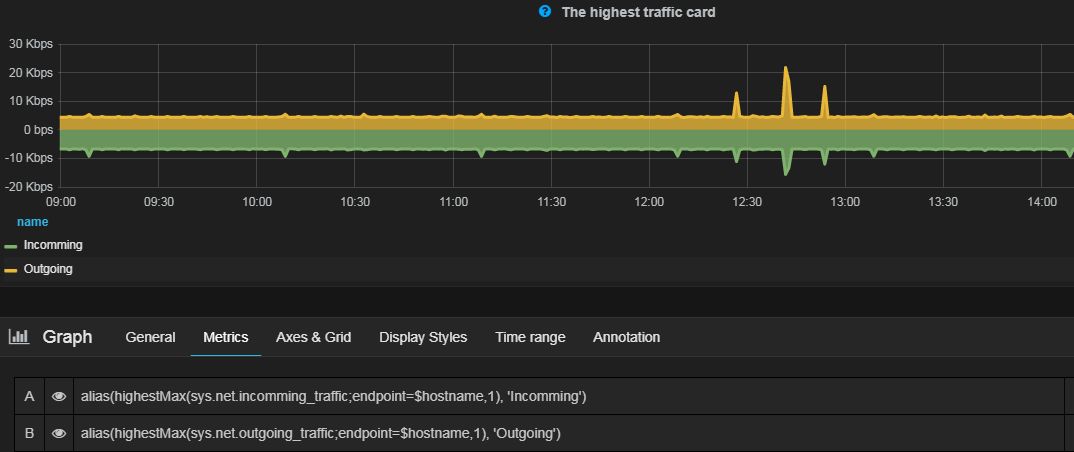 The highest traffic card
30 Kbps
20 Kbps
10 Kbps
0 bps
-10 Kbps
-20 Kbps
09:00 09:30 10:00 10:30 11:00 11:30 12:00 12:30 13:00 13:30 14:00
name
Incomming
Outgoing
Graph General Metrics Axes & Grid Display Styles Time range Annotation
A alias(highestMax(sys.net.incomming_traffic;endpoint=$hostname,1), 'Incomming')
B alias(highestMax(sys.net.outgoing_traffic;endpoint=$hostname,1), 'Outgoing')